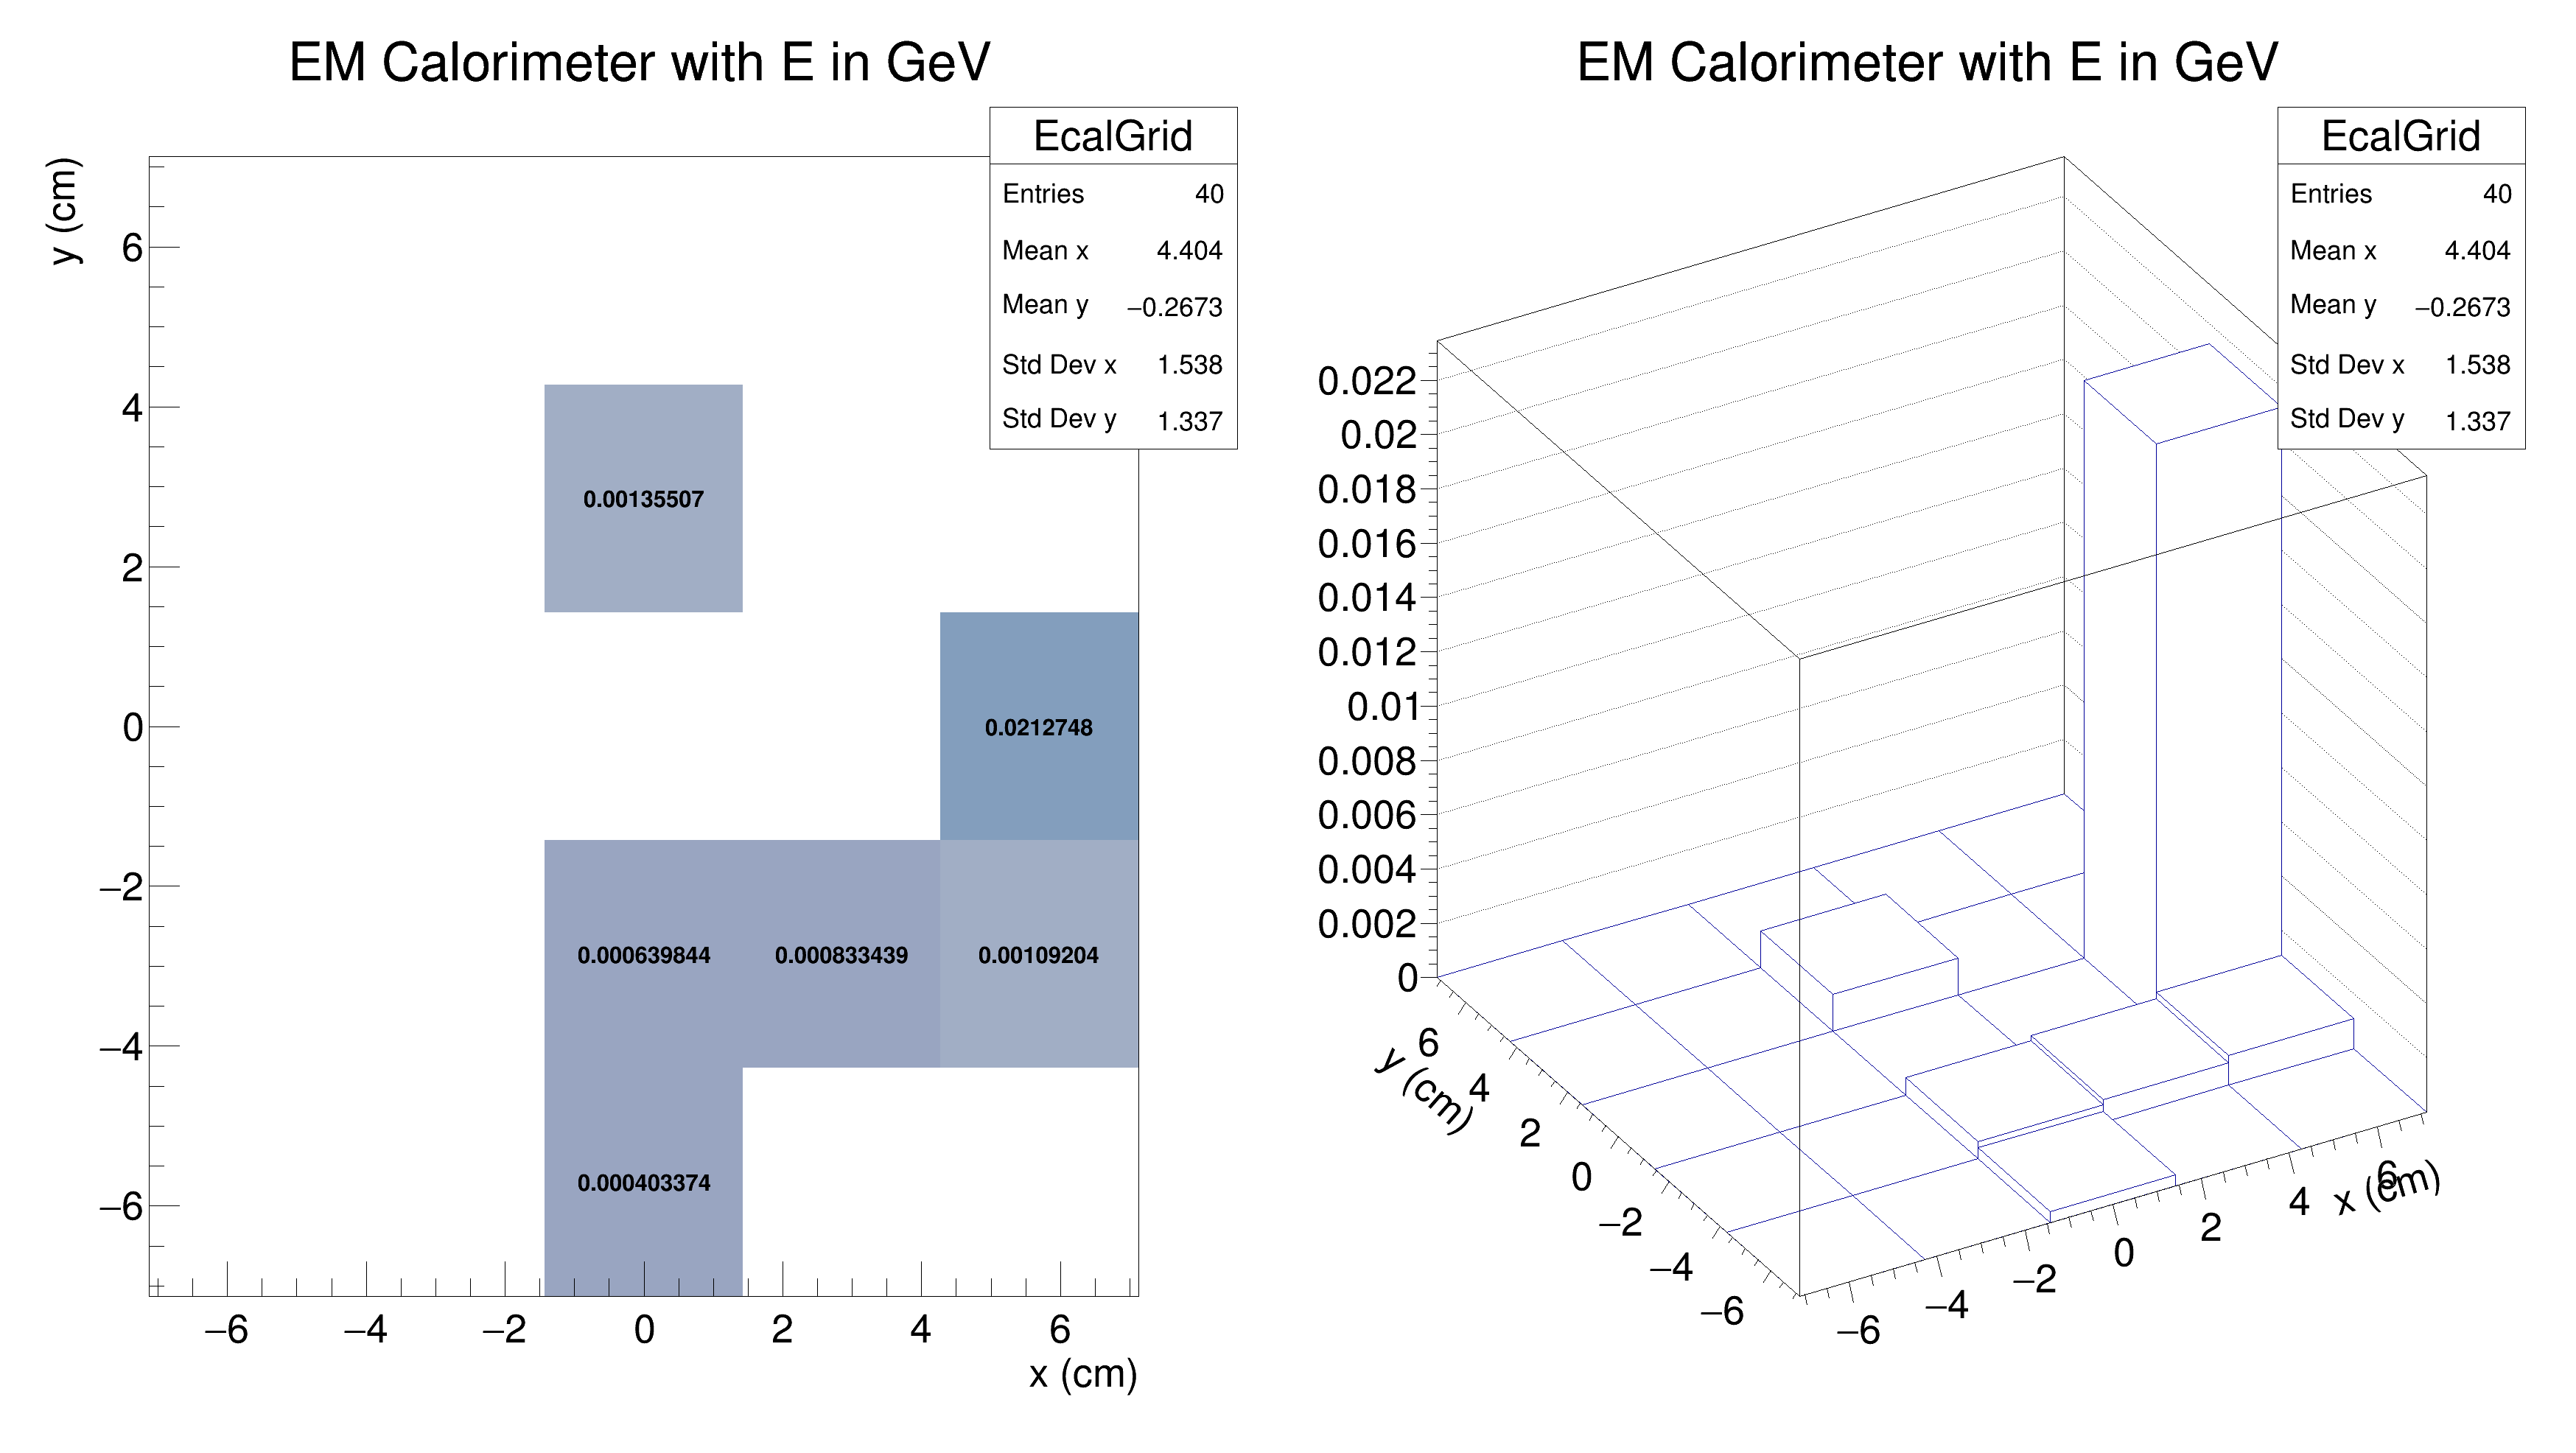 EM Calorimeter with E in GeV
EcalGrid
Entries 40
Mean x 4.404
Mean y −0.2673
Std Dev x 1.538
Std Dev y 1.337
y (cm)
6
4
2
0
−2
−4
−6
0.00135507
0.0212748
0.000639844 0.000833439 0.00109204
0.000403374
−6 −4 −2 0 2 4 6
x (cm)
EM Calorimeter with E in GeV
EcalGrid
Entries 40
Mean x 4.404
Mean y −0.2673
Std Dev x 1.538
Std Dev y 1.337
0.022
0.02
0.018
0.016
0.014
0.012
0.01
0.008
0.006
0.004
0.002
0
y (cm)
6
4
2
0
−2
−4
−6
−6
−4
−2
0
2
4
6
x (cm)